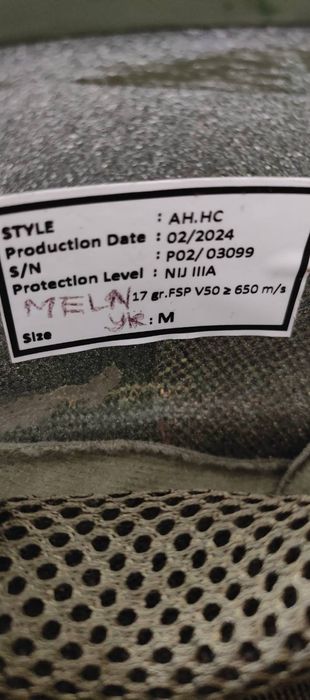 STYLE : AH.HC
Production Date : 02/2024
S/N : P02/ 03099
Protection Level : NIJ IIIA
MELN 17 gr.FSP V50 ≥ 650 m/s
Size YK : M